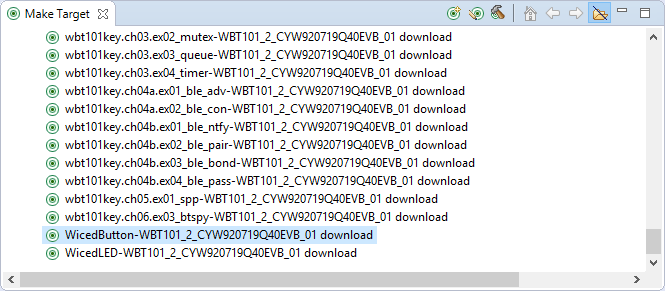 Make Target
wbt101key.ch03.ex02_mutex-WBT101_2_CYW920719Q40EVB_01 download
wbt101key.ch03.ex03_queue-WBT101_2_CYW920719Q40EVB_01 download
wbt101key.ch03.ex04_timer-WBT101_2_CYW920719Q40EVB_01 download
wbt101key.ch04a.ex01_ble_adv-WBT101_2_CYW920719Q40EVB_01 download
wbt101key.ch04a.ex02_ble_con-WBT101_2_CYW920719Q40EVB_01 download
wbt101key.ch04b.ex01_ble_ntfy-WBT101_2_CYW920719Q40EVB_01 download
wbt101key.ch04b.ex02_ble_pair-WBT101_2_CYW920719Q40EVB_01 download
wbt101key.ch04b.ex03_ble_bond-WBT101_2_CYW920719Q40EVB_01 download
wbt101key.ch04b.ex04_ble_pass-WBT101_2_CYW920719Q40EVB_01 download
wbt101key.ch05.ex01_spp-WBT101_2_CYW920719Q40EVB_01 download
wbt101key.ch06.ex03_btspy-WBT101_2_CYW920719Q40EVB_01 download
WicedButton-WBT101_2_CYW920719Q40EVB_01 download
WicedLED-WBT101_2_CYW920719Q40EVB_01 download